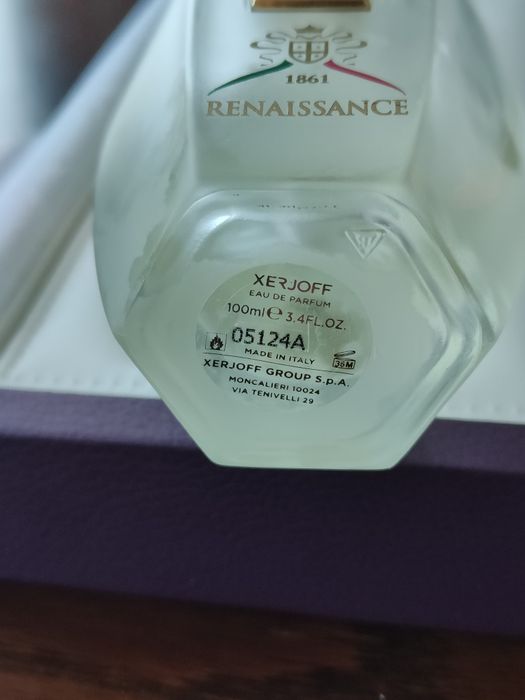 1861
RENAISSANCE
XERJOFF
EAU DE PARFUM
100ml ℮ 3.4FL.OZ.
05124A
MADE IN ITALY
36M
XERJOFF GROUP S.p.A.
MONCALIERI 10024
VIA TENIVELLI 29